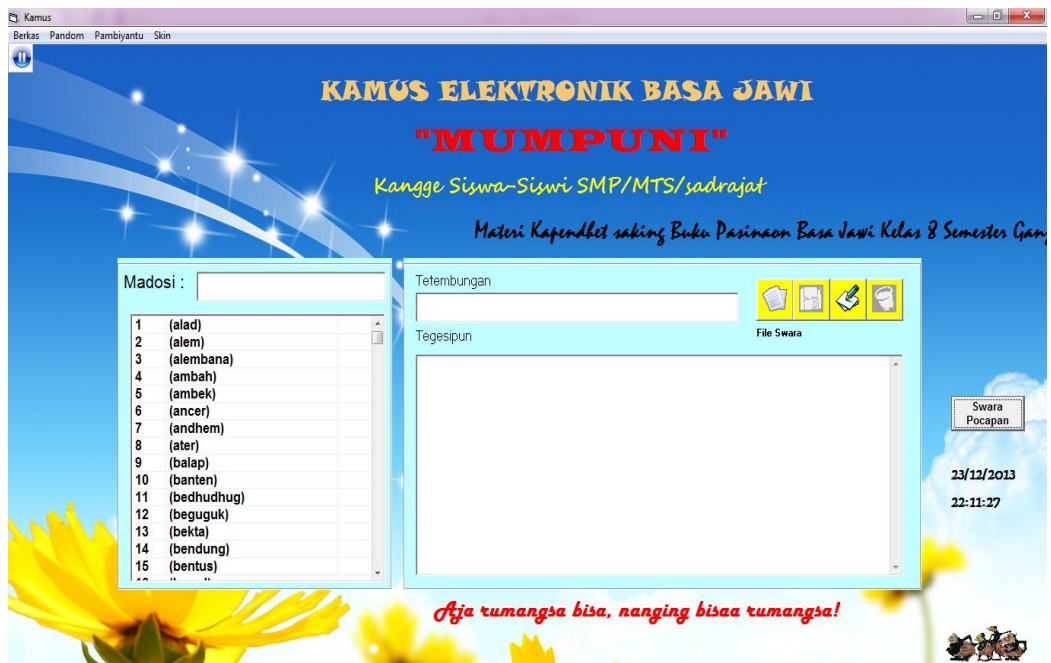 Kamus
Berkas Pandom Pambiyantu Skin
KAMUS ELEKTRONIK BASA JAWI
"MUMPUNI"
Kangge Siswa-Siswi SMP/MTS/sadrajat
Materi Kapendhet saking Buku Pasinaon Basa Jawi Kelas 8 Semester Gan
Madosi :
Tetembungan
File Swara
Tegesipun
1 (alad)
2 (alem)
3 (alembana)
4 (ambah)
5 (ambek)
6 (ancer)
7 (andhem)
8 (ater)
9 (balap)
10 (banten)
11 (bedhudhug)
12 (beguguk)
13 (bekta)
14 (bendung)
15 (bentus)
Swara
Pocapan
23/12/2013
22:11:27
Aja rumangsa bisa, nanging bisaa rumangsa!